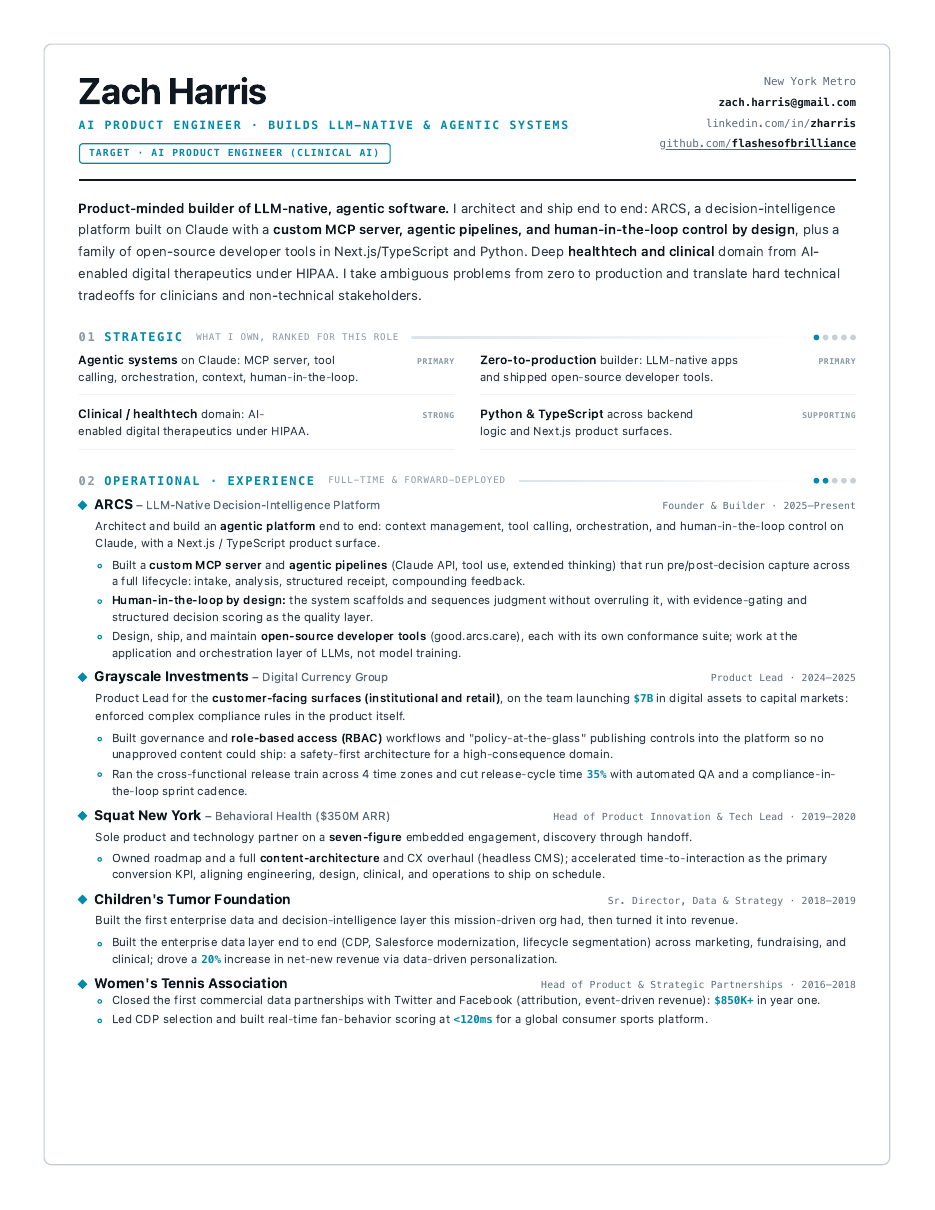 Zach Harris
AI PRODUCT ENGINEER · BUILDS LLM–NATIVE & AGENTIC SYSTEMS
TARGET · AI PRODUCT ENGINEER (CLINICAL AI)
New York Metro
zach.harris@gmail.com
linkedin.com/in/zharris
github.com/flashesofbrilliance
Product-minded builder of LLM-native, agentic software. I architect and ship end to end: ARCS, a decision-intelligence
platform built on Claude with a custom MCP server, agentic pipelines, and human-in-the-loop control by design, plus a
family of open-source developer tools in Next.js/TypeScript and Python. Deep healthtech and clinical domain from AI-
enabled digital therapeutics under HIPAA. I take ambiguous problems from zero to production and translate hard technical
tradeoffs for clinicians and non-technical stakeholders.
01 STRATEGIC WHAT I OWN, RANKED FOR THIS ROLE
Agentic systems on Claude: MCP server, tool
calling, orchestration, context, human-in-the-loop.
PRIMARY
Zero-to-production builder: LLM-native apps
and shipped open-source developer tools.
PRIMARY
Clinical / healthtech domain: AI-
enabled digital therapeutics under HIPAA.
STRONG
Python & TypeScript across backend
logic and Next.js product surfaces.
SUPPORTING
02 OPERATIONAL · EXPERIENCE FULL-TIME & FORWARD-DEPLOYED
ARCS – LLM-Native Decision-Intelligence Platform Founder & Builder · 2025–Present
Architect and build an agentic platform end to end: context management, tool calling, orchestration, and human-in-the-loop control on
Claude, with a Next.js / TypeScript product surface.
Built a custom MCP server and agentic pipelines (Claude API, tool use, extended thinking) that run pre/post-decision capture across
a full lifecycle: intake, analysis, structured receipt, compounding feedback.
Human-in-the-loop by design: the system scaffolds and sequences judgment without overruling it, with evidence-gating and
structured decision scoring as the quality layer.
Design, ship, and maintain open-source developer tools (good.arcs.care), each with its own conformance suite; work at the
application and orchestration layer of LLMs, not model training.
Grayscale Investments – Digital Currency Group Product Lead · 2024–2025
Product Lead for the customer-facing surfaces (institutional and retail), on the team launching $7B in digital assets to capital markets:
enforced complex compliance rules in the product itself.
Built governance and role-based access (RBAC) workflows and "policy-at-the-glass" publishing controls into the platform so no
unapproved content could ship: a safety-first architecture for a high-consequence domain.
Ran the cross-functional release train across 4 time zones and cut release-cycle time 35% with automated QA and a compliance-in-
the-loop sprint cadence.
Squat New York – Behavioral Health ($350M ARR) Head of Product Innovation & Tech Lead · 2019–2020
Sole product and technology partner on a seven-figure embedded engagement, discovery through handoff.
Owned roadmap and a full content-architecture and CX overhaul (headless CMS); accelerated time-to-interaction as the primary
conversion KPI, aligning engineering, design, clinical, and operations to ship on schedule.
Children's Tumor Foundation Sr. Director, Data & Strategy · 2018–2019
Built the first enterprise data and decision-intelligence layer this mission-driven org had, then turned it into revenue.
Built the enterprise data layer end to end (CDP, Salesforce modernization, lifecycle segmentation) across marketing, fundraising, and
clinical; drove a 20% increase in net-new revenue via data-driven personalization.
Women's Tennis Association Head of Product & Strategic Partnerships · 2016–2018
Closed the first commercial data partnerships with Twitter and Facebook (attribution, event-driven revenue): $850K+ in year one.
Led CDP selection and built real-time fan-behavior scoring at <120ms for a global consumer sports platform.